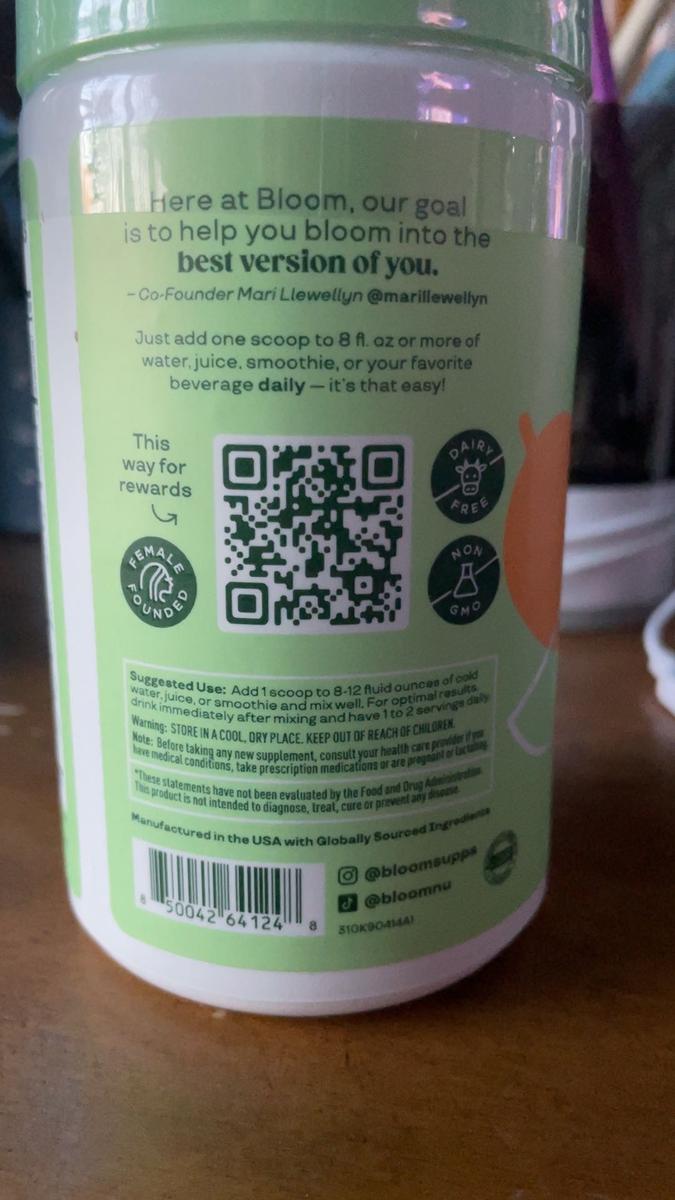 Here at Bloom, our goal
is to help you bloom into the
best version of you.
– Co-Founder Mari Llewellyn @marillewellyn
Just add one scoop to 8 fl. oz or more of
water, juice, smoothie, or your favorite
beverage daily — it's that easy!
This
way for
rewards
FEMALE
FOUNDED
DAIRY
FREE
NON
GMO
Suggested Use: Add 1 scoop to 8-12 fluid ounces of cold
water, juice, or smoothie and mix well. For optimal results,
drink immediately after mixing and have 1 to 2 servings daily.
Warning: STORE IN A COOL, DRY PLACE. KEEP OUT OF REACH OF CHILDREN.
Note: Before taking any new supplement, consult your health care provider if you
have medical conditions, take prescription medications or are pregnant or lactating.
*These statements have not been evaluated by the Food and Drug Administration.
This product is not intended to diagnose, treat, cure or prevent any disease.
Manufactured in the USA with Globally Sourced Ingredients
8 50042 64124 8
@bloomsupps
@bloomnu
310K90414A1